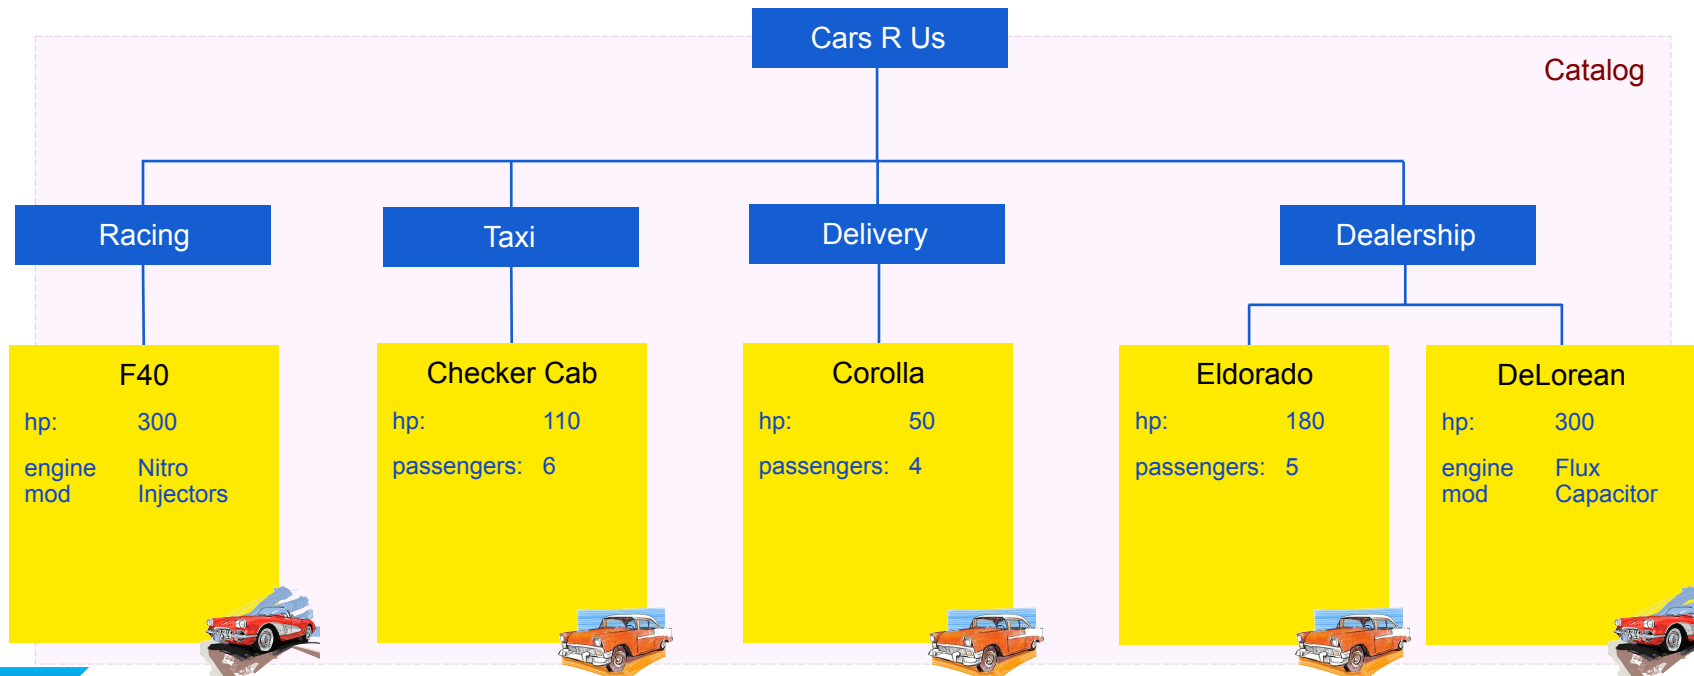 Cars R Us
Catalog
Racing
Taxi
Delivery
Dealership
F40
hp: 300
engine mod Nitro Injectors
Checker Cab
hp: 110
passengers: 6
Corolla
hp: 50
passengers: 4
Eldorado
hp: 180
passengers: 5
DeLorean
hp: 300
engine mod Flux Capacitor